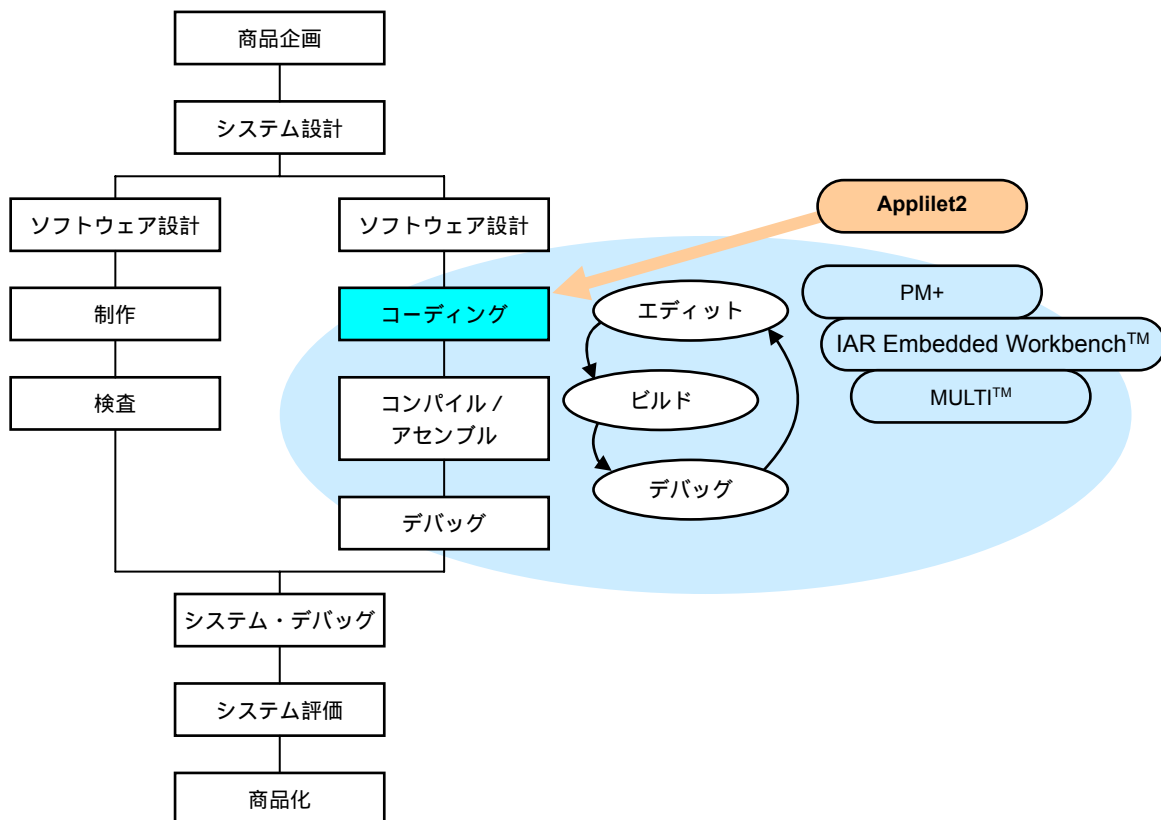 商品企画
システム設計
ソフトウェア設計
ソフトウェア設計
Applilet2
制作
コーディング
エディット
PM+
IAR Embedded Workbench™
検査
コンパイル /
アセンブル
ビルド
MULTI™
デバッグ
デバッグ
システム・デバッグ
システム評価
商品化